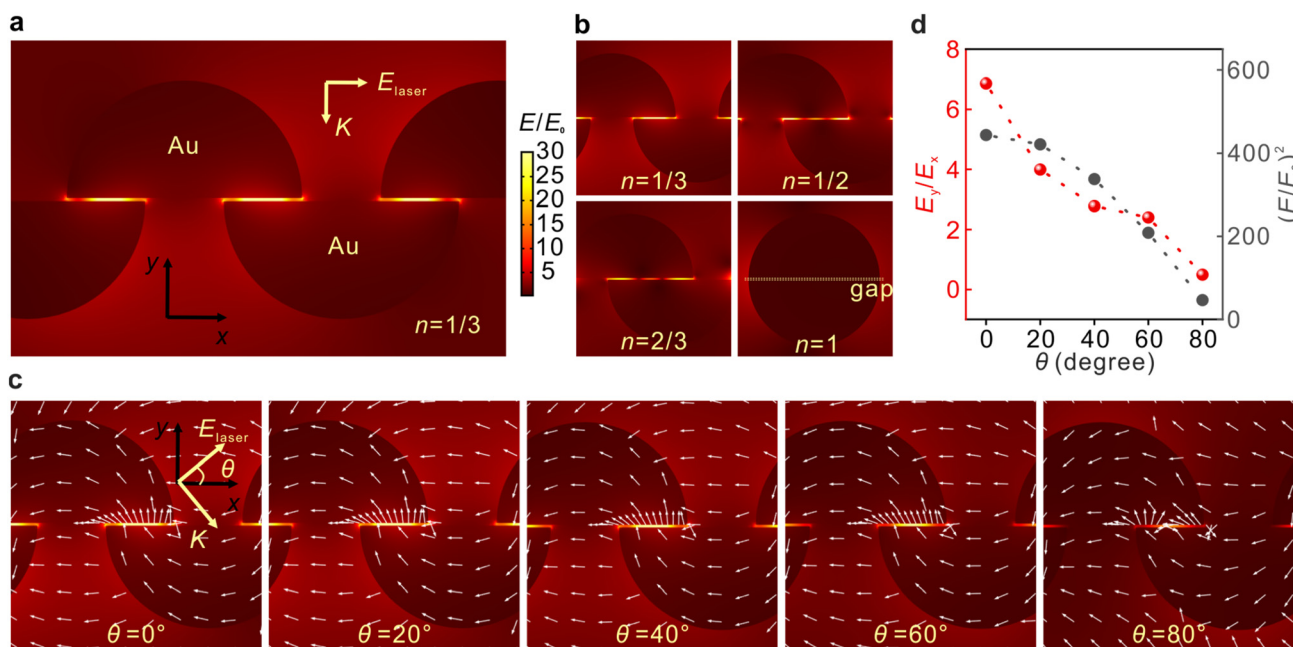 a
E laser
K
Au
Au
y
x
n=1/3
E/E₀
30
25
20
15
10
5
b
n=1/3
n=1/2
n=2/3
gap
n=1
d
8
6
4
2
0
E_y/E_x
600
400
200
0
(E/E₀)²
0 20 40 60 80
θ (degree)
c
y
E laser
θ
x
K
θ=0°
θ=20°
θ=40°
θ=60°
θ=80°